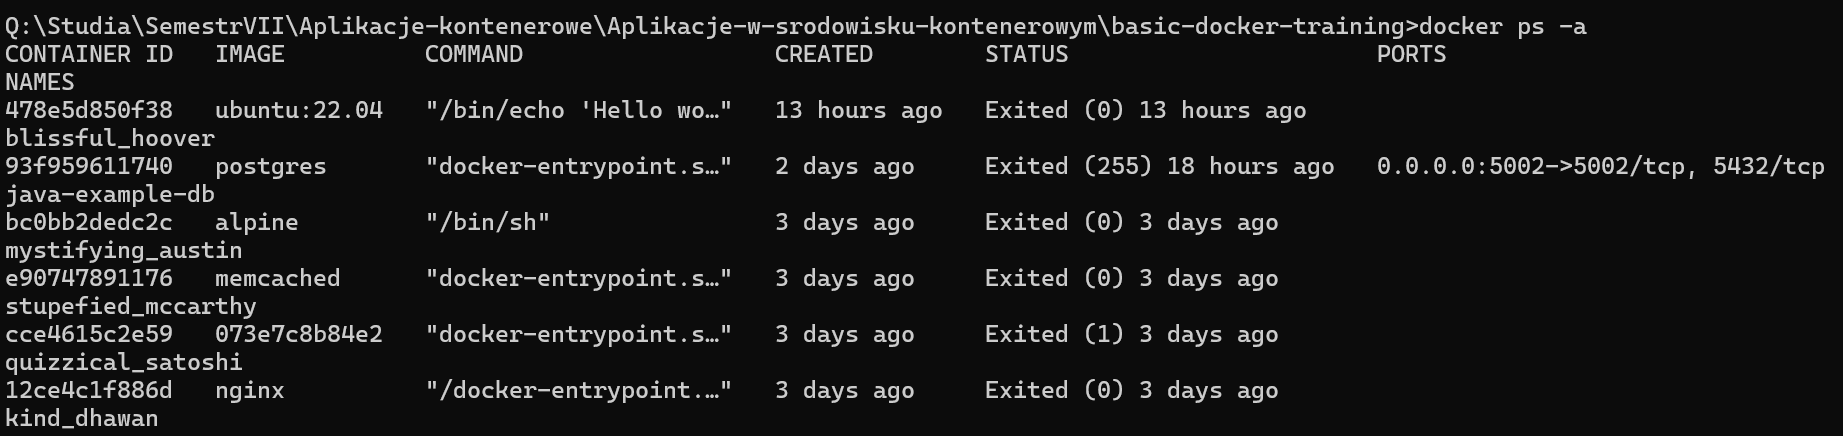 Q:\Studia\SemestrVII\Aplikacje-kontenerowe\Aplikacje-w-srodowisku-kontenerowym\basic-docker-training>docker ps -a
CONTAINER ID   IMAGE          COMMAND                  CREATED        STATUS                      PORTS
NAMES
478e5d850f38   ubuntu:22.04   "/bin/echo 'Hello wo…"   13 hours ago   Exited (0) 13 hours ago
blissful_hoover
93f959611740   postgres       "docker-entrypoint.s…"   2 days ago     Exited (255) 18 hours ago   0.0.0.0:5002->5002/tcp, 5432/tcp
java-example-db
bc0bb2dedc2c   alpine         "/bin/sh"                3 days ago     Exited (0) 3 days ago
mystifying_austin
e90747891176   memcached      "docker-entrypoint.s…"   3 days ago     Exited (0) 3 days ago
stupefied_mccarthy
cce4615c2e59   073e7c8b84e2   "docker-entrypoint.s…"   3 days ago     Exited (1) 3 days ago
quizzical_satoshi
12ce4c1f886d   nginx          "/docker-entrypoint.…"   3 days ago     Exited (0) 3 days ago
kind_dhawan